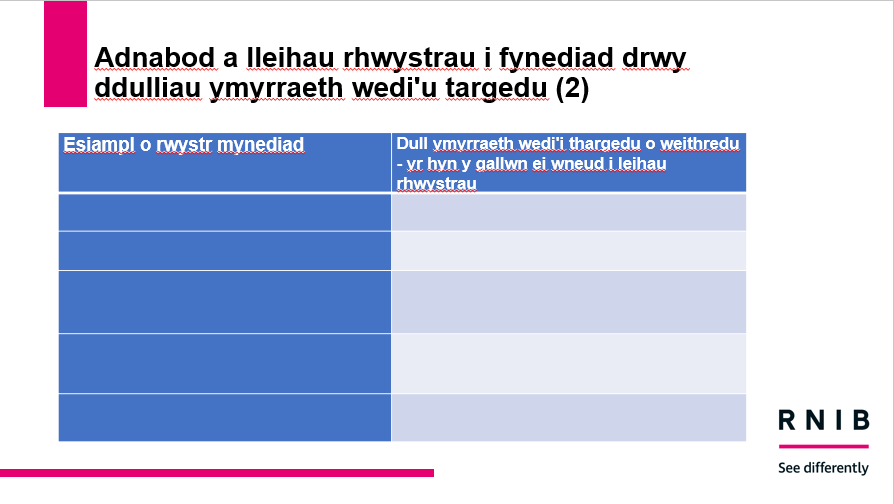 Adnabod a lleihau rhwystrau i fynediad drwy
ddulliau ymyrraeth wedi'u targedu (2)
Esiampl o rwystr mynediad
Dull ymyrraeth wedi'i thargedu o weithredu
- yr hyn y gallwn ei wneud i leihau
rhwystrau
RNIB
See differently